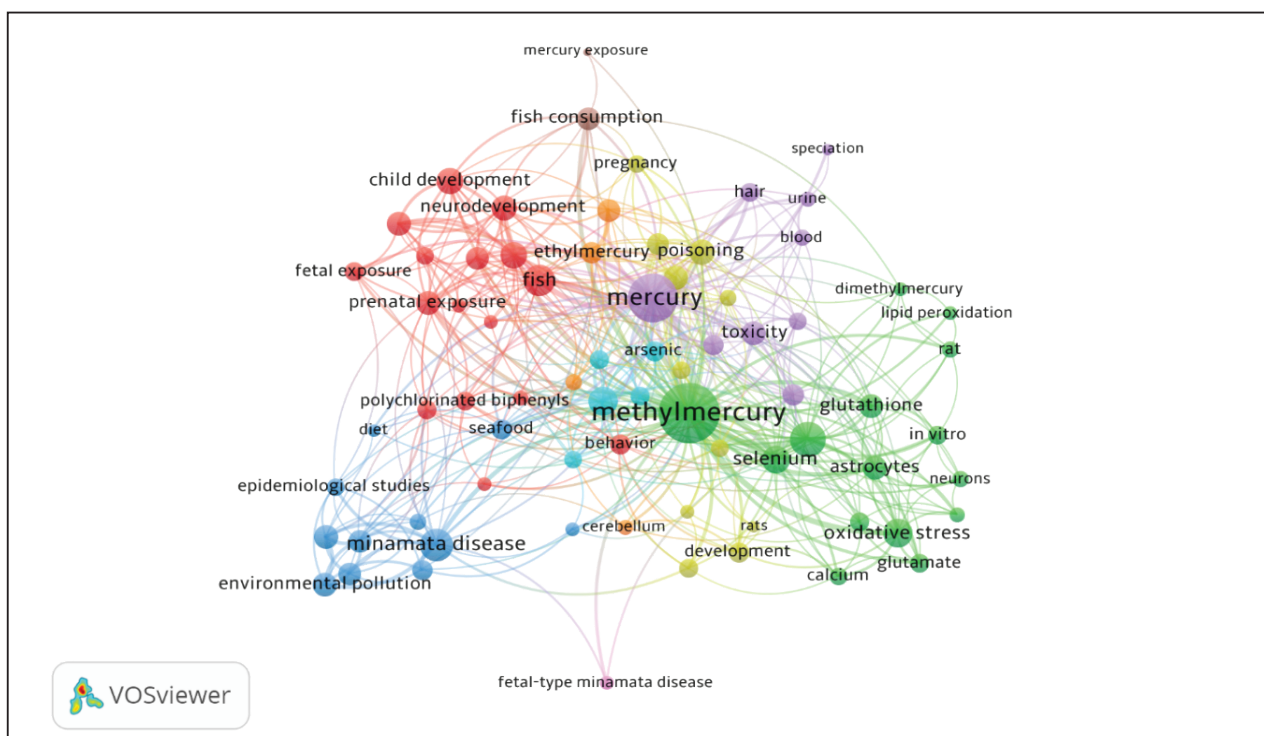 mercury exposure
fish consumption
speciation
pregnancy
child development
hair
urine
neurodevelopment
blood
ethylmercury
poisoning
fetal exposure
fish
dimethylmercury
mercury
prenatal exposure
lipid peroxidation
toxicity
rat
arsenic
polychlorinated biphenyls
glutathione
methylmercury
diet
seafood
in vitro
behavior
selenium
astrocytes
neurons
epidemiological studies
cerebellum
rats
oxidative stress
minamata disease
development
glutamate
calcium
environmental pollution
fetal-type minamata disease
VOSviewer